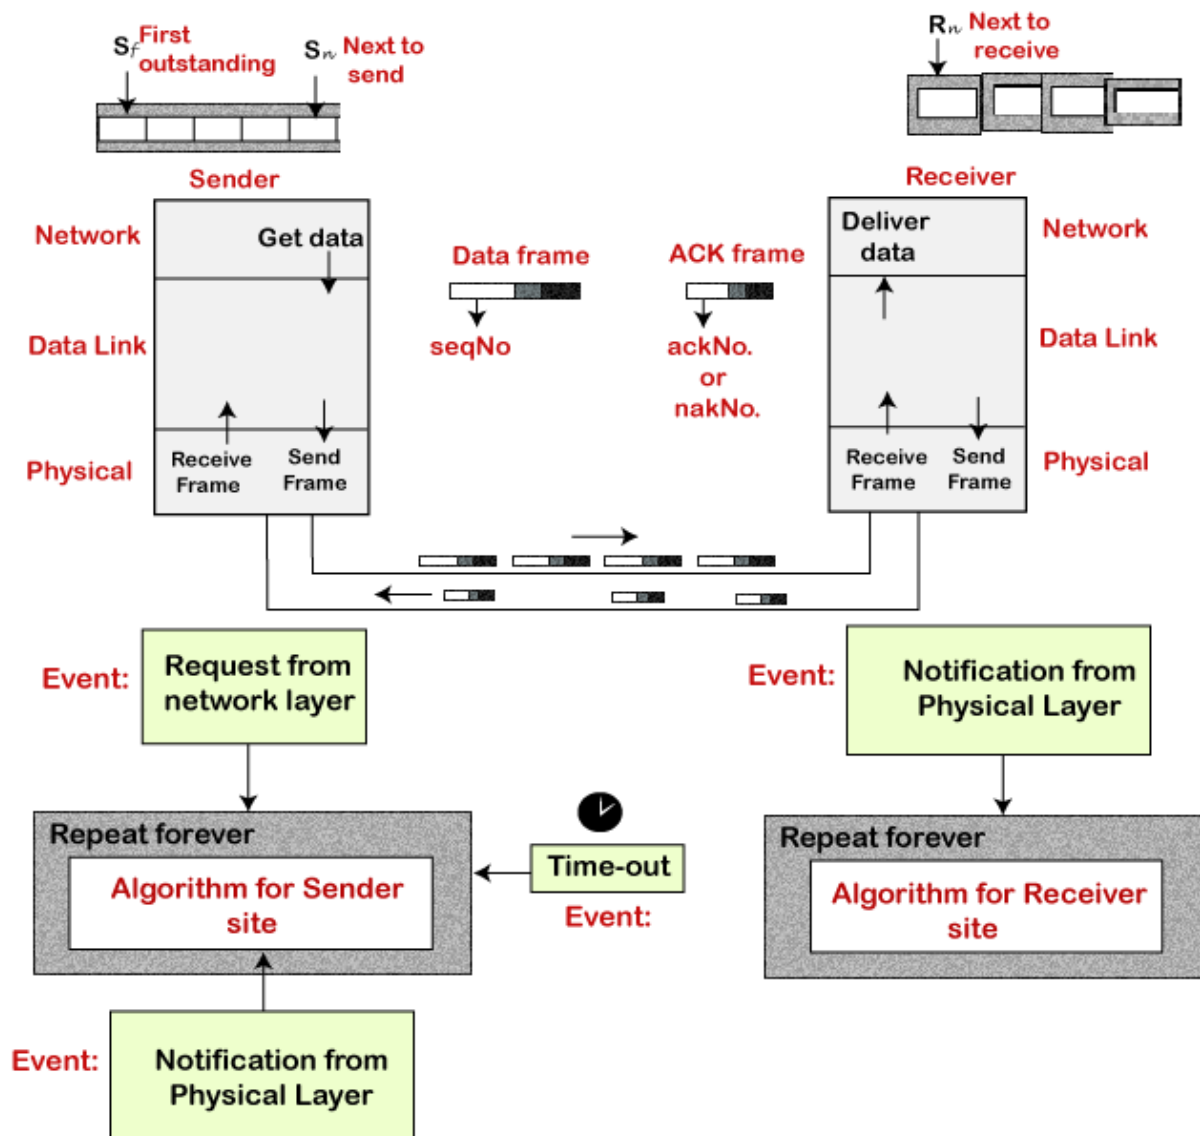 Sf First
outstanding
Sn Next to
send
Rn Next to
receive
Sender
Receiver
Network
Get data
Data frame
ACK frame
Deliver
data
Network
Data Link
seqNo
ackNo.
or
nakNo.
Data Link
Physical
Receive
Frame
Send
Frame
Receive
Frame
Send
Frame
Physical
Event:
Request from
network layer
Event:
Notification from
Physical Layer
Repeat forever
Algorithm for Sender
site
Time-out
Event:
Repeat forever
Algorithm for Receiver
site
Event:
Notification from
Physical Layer